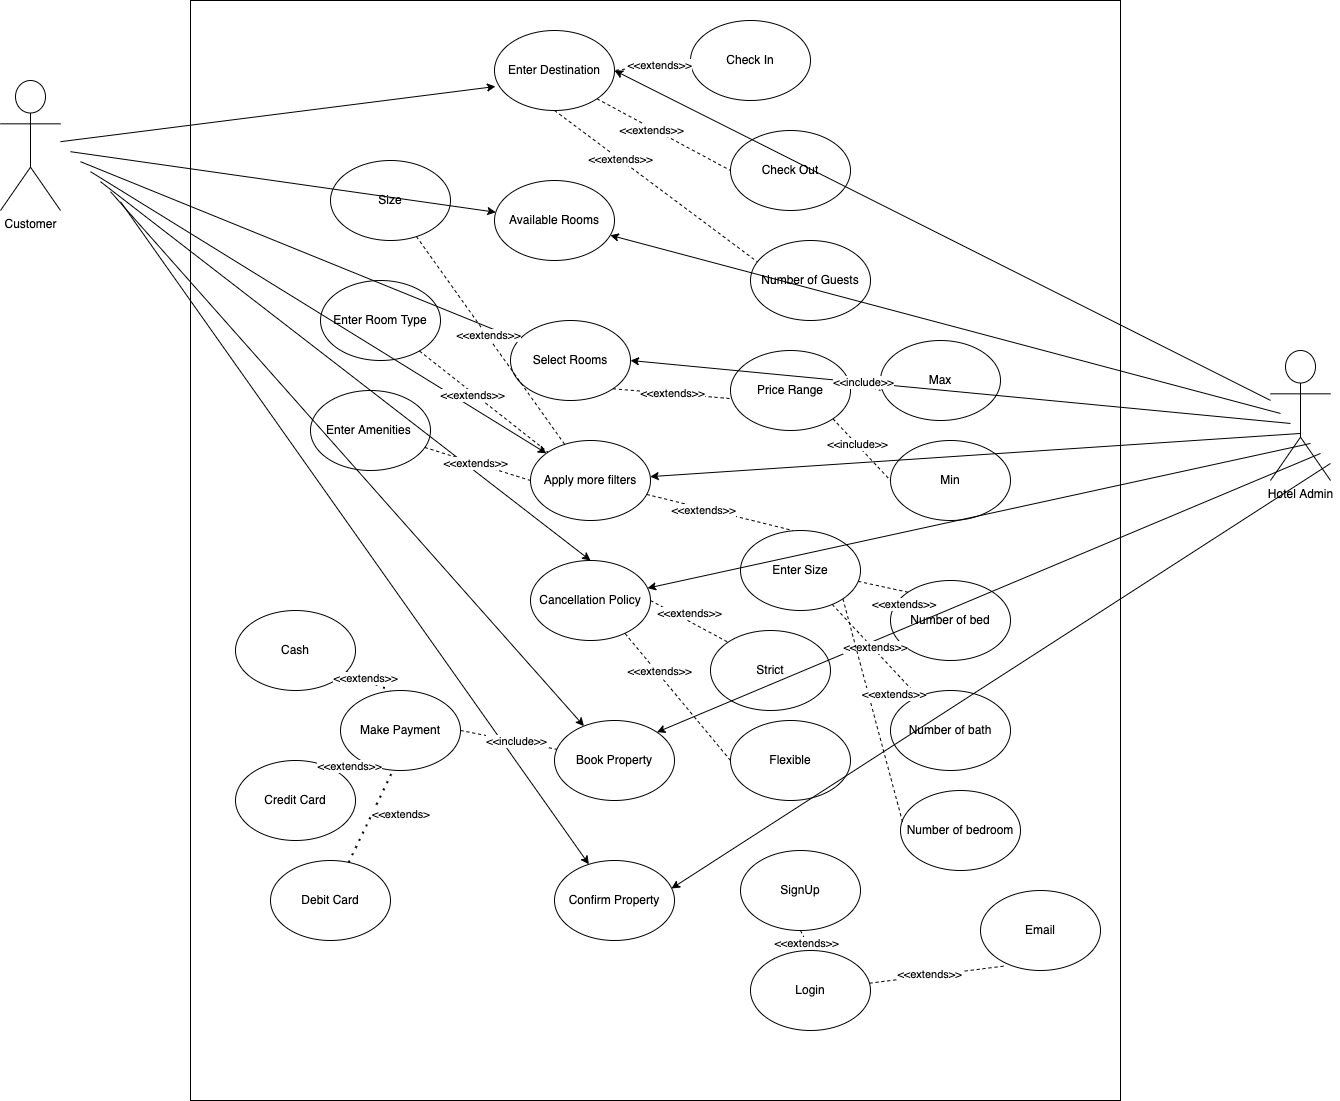 Check In
<<extends>>
Enter Destination
<<extends>>
<<extends>>
Check Out
Size
Available Rooms
Customer
Number of Guests
Enter Room Type
<<extends>>
Select Rooms
Price Range
<<include>>
Max
<<extends>>
<<extends>>
Enter Amenities
<<include>>
<<extends>>
Apply more filters
Min
Hotel Admin
<<extends>>
Enter Size
Cancellation Policy
<<extends>>
<<extends>>
Number of bed
Cash
<<extends>>
<<extends>>
Strict
<<extends>>
<<extends>>
Make Payment
Number of bath
<<include>>
Book Property
Flexible
<<extends>>
Credit Card
<<extends>
Number of bedroom
SignUp
Debit Card
Confirm Property
Email
<<extends>>
<<extends>>
Login